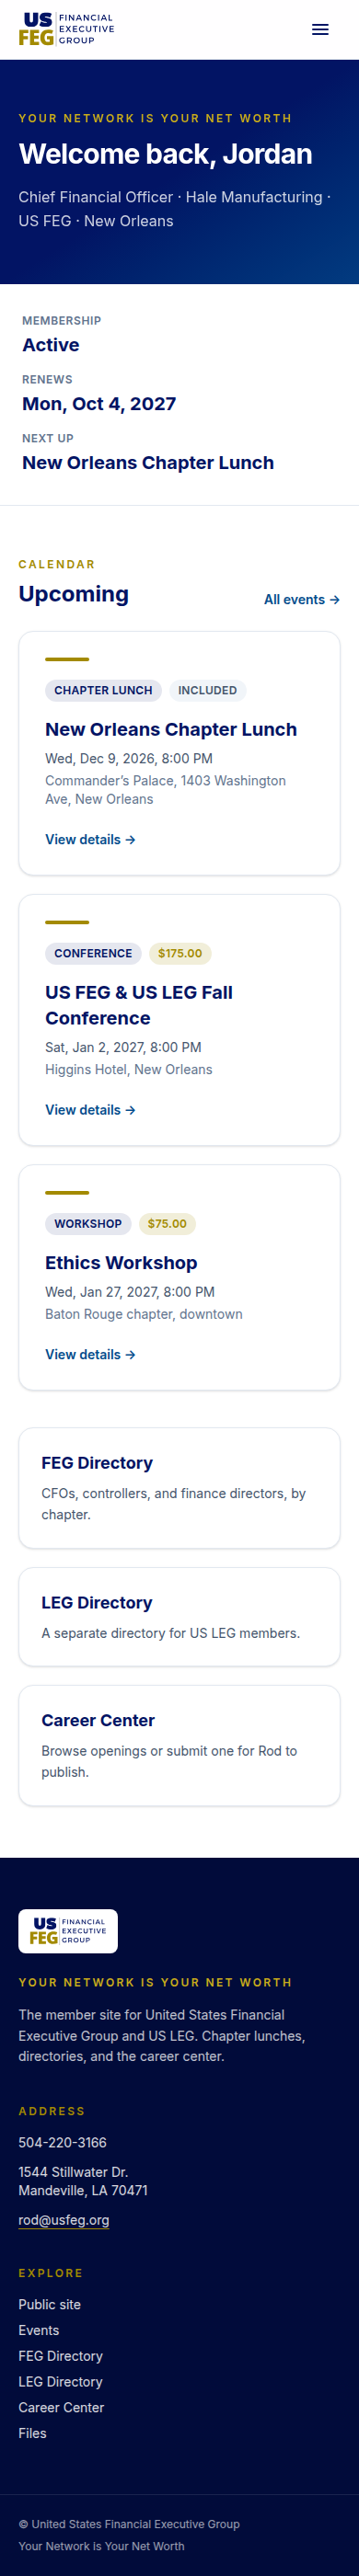 US FINANCIAL
EXECUTIVE
FEG GROUP
YOUR NETWORK IS YOUR NET WORTH
Welcome back, Jordan
Chief Financial Officer · Hale Manufacturing ·
US FEG · New Orleans
MEMBERSHIP
Active
RENEWS
Mon, Oct 4, 2027
NEXT UP
New Orleans Chapter Lunch
CALENDAR
Upcoming
All events →
CHAPTER LUNCH INCLUDED
New Orleans Chapter Lunch
Wed, Dec 9, 2026, 8:00 PM
Commander’s Palace, 1403 Washington
Ave, New Orleans
View details →
CONFERENCE $175.00
US FEG & US LEG Fall
Conference
Sat, Jan 2, 2027, 8:00 PM
Higgins Hotel, New Orleans
View details →
WORKSHOP $75.00
Ethics Workshop
Wed, Jan 27, 2027, 8:00 PM
Baton Rouge chapter, downtown
View details →
FEG Directory
CFOs, controllers, and finance directors, by
chapter.
LEG Directory
A separate directory for US LEG members.
Career Center
Browse openings or submit one for Rod to
publish.
US FINANCIAL
EXECUTIVE
FEG GROUP
YOUR NETWORK IS YOUR NET WORTH
The member site for United States Financial
Executive Group and US LEG. Chapter lunches,
directories, and the career center.
ADDRESS
504-220-3166
1544 Stillwater Dr.
Mandeville, LA 70471
rod@usfeg.org
EXPLORE
Public site
Events
FEG Directory
LEG Directory
Career Center
Files
© United States Financial Executive Group
Your Network is Your Net Worth